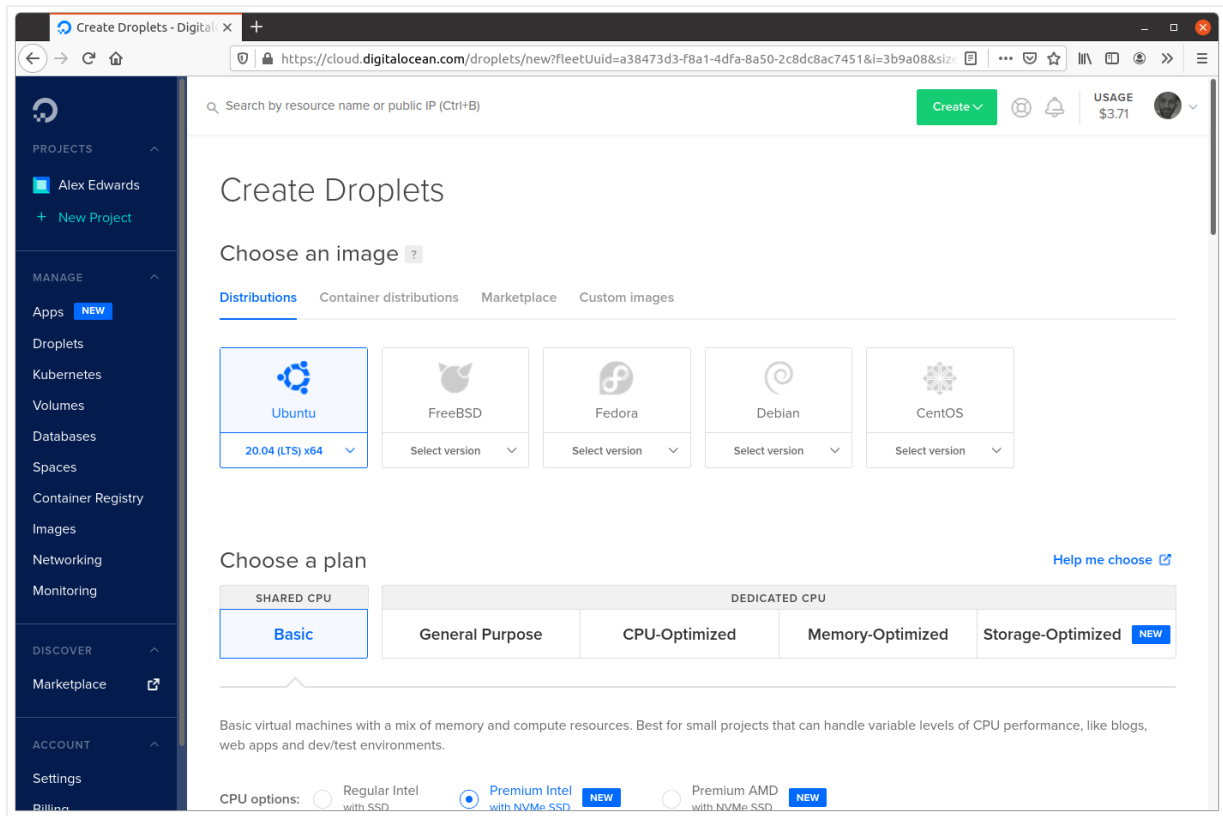 Create Droplets - Digital
https://cloud.digitalocean.com/droplets/new?fleetUuid=a38473d3-f8a1-4dfa-8a50-2c8dc8ac7451&i=3b9a08&size
Search by resource name or public IP (Ctrl+B)
Create
USAGE
$3.71
PROJECTS
Alex Edwards
+ New Project
MANAGE
Apps NEW
Droplets
Kubernetes
Volumes
Databases
Spaces
Container Registry
Images
Networking
Monitoring
DISCOVER
Marketplace
ACCOUNT
Settings
Billing
Create Droplets
Choose an image ?
Distributions Container distributions Marketplace Custom images
Ubuntu FreeBSD Fedora Debian CentOS
20.04 (LTS) x64 Select version Select version Select version Select version
Choose a plan
Help me choose
SHARED CPU DEDICATED CPU
Basic General Purpose CPU-Optimized Memory-Optimized Storage-Optimized NEW
Basic virtual machines with a mix of memory and compute resources. Best for small projects that can handle variable levels of CPU performance, like blogs,
web apps and dev/test environments.
CPU options: Regular Intel Premium Intel NEW Premium AMD NEW
with SSD with NVMe SSD with NVMe SSD